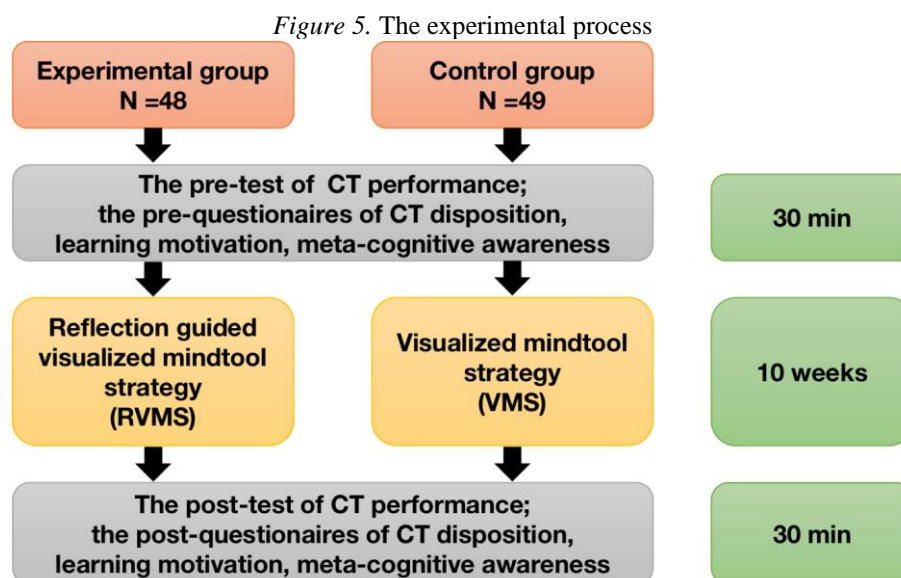 Figure 5. The experimental process
Experimental group
N =48
Control group
N =49
The pre-test of CT performance;
the pre-questionaires of CT disposition,
learning motivation, meta-cognitive awareness
30 min
Reflection guided
visualized mindtool
strategy
(RVMS)
Visualized mindtool
strategy
(VMS)
10 weeks
The post-test of CT performance;
the post-questionaires of CT disposition,
learning motivation, meta-cognitive awareness
30 min